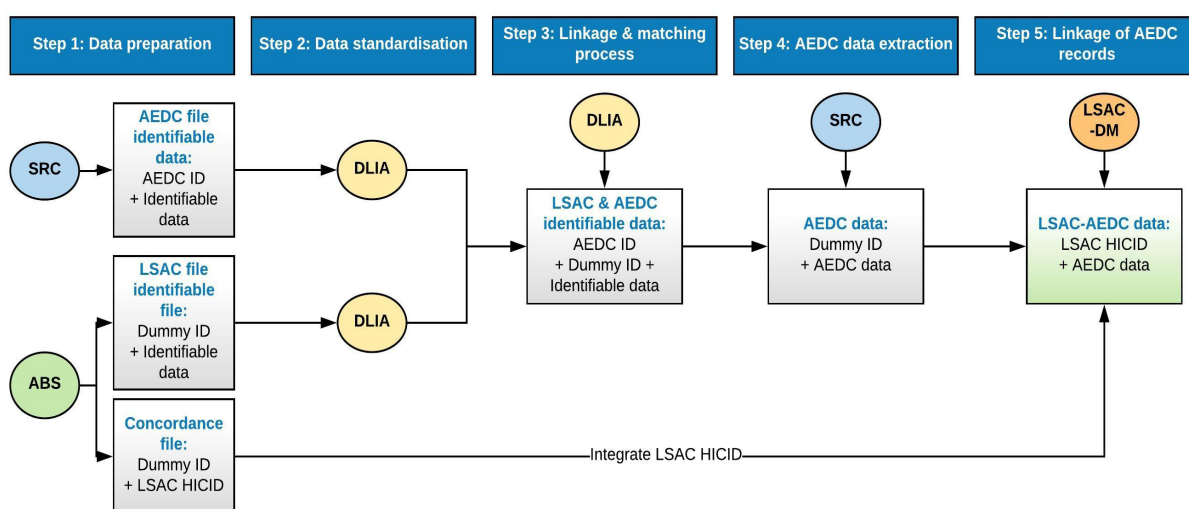 Step 1: Data preparation
Step 2: Data standardisation
Step 3: Linkage & matching
process
Step 4: AEDC data extraction
Step 5: Linkage of AEDC
records
SRC
AEDC file
identifiable
data:
AEDC ID
+ Identifiable
data
DLIA
DLIA
LSAC & AEDC
identifiable data:
AEDC ID
+ Dummy ID +
Identifiable data
SRC
AEDC data:
Dummy ID
+ AEDC data
LSAC
-DM
LSAC-AEDC data:
LSAC HICID
+ AEDC data
ABS
LSAC file
identifiable
file:
Dummy ID
+ Identifiable
data
DLIA
Concordance
file:
Dummy ID
+ LSAC HICID
Integrate LSAC HICID